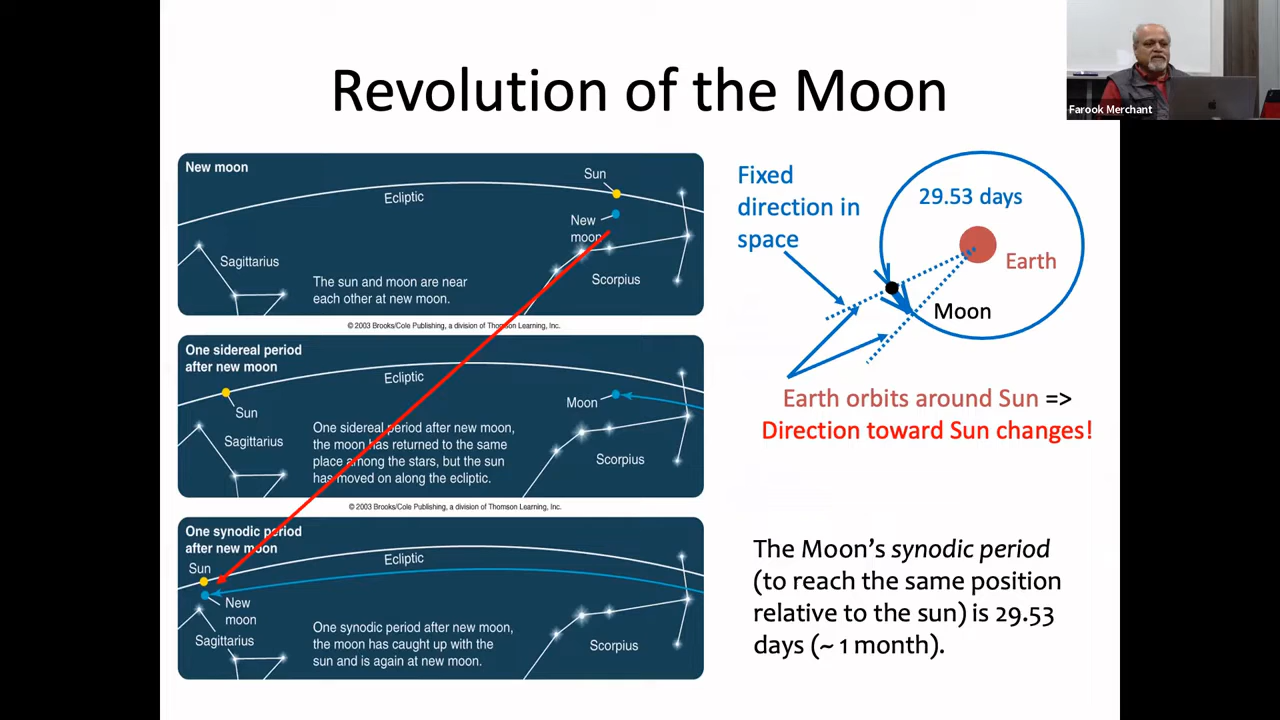 Revolution of the Moon
Farook Merchant
New moon
Sun
Ecliptic
New
moon
Sagittarius
Scorpius
The sun and moon are near
each other at new moon.
© 2003 Brooks/Cole Publishing, a division of Thomson Learning, Inc.
One sidereal period
after new moon
Ecliptic
Sun
Moon
Sagittarius
One sidereal period after new moon,
the moon has returned to the same
place among the stars, but the sun
has moved on along the ecliptic.
Scorpius
© 2003 Brooks/Cole Publishing, a division of Thomson Learning, Inc.
One synodic period
after new moon
Ecliptic
Sun
New
moon
Sagittarius
One synodic period after new moon,
the moon has caught up with the
sun and is again at new moon.
Scorpius
Fixed
direction in
space
29.53 days
Earth
Moon
Earth orbits around Sun =>
Direction toward Sun changes!
The Moon’s synodic period
(to reach the same position
relative to the sun) is 29.53
days (~ 1 month).